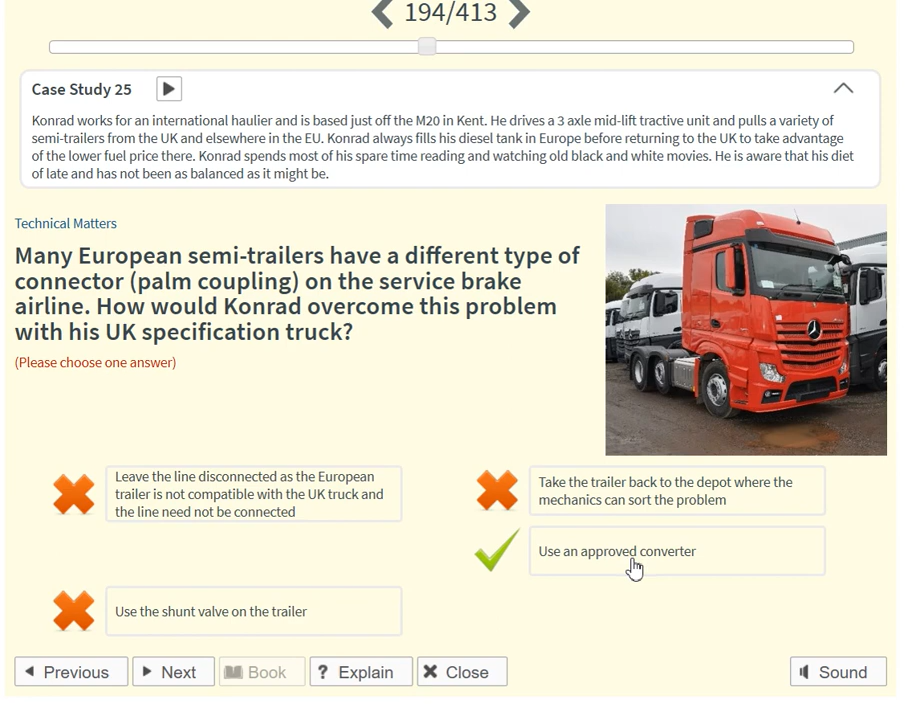 194/413
Case Study 25
Konrad works for an international haulier and is based just off the M20 in Kent. He drives a 3 axle mid-lift tractive unit and pulls a variety of
semi-trailers from the UK and elsewhere in the EU. Konrad always fills his diesel tank in Europe before returning to the UK to take advantage
of the lower fuel price there. Konrad spends most of his spare time reading and watching old black and white movies. He is aware that his diet
of late and has not been as balanced as it might be.
Technical Matters
Many European semi-trailers have a different type of
connector (palm coupling) on the service brake
airline. How would Konrad overcome this problem
with his UK specification truck?
(Please choose one answer)
Leave the line disconnected as the European
trailer is not compatible with the UK truck and
the line need not be connected
Take the trailer back to the depot where the
mechanics can sort the problem
Use an approved converter
Use the shunt valve on the trailer
Previous
Next
Book
? Explain
Close
Sound